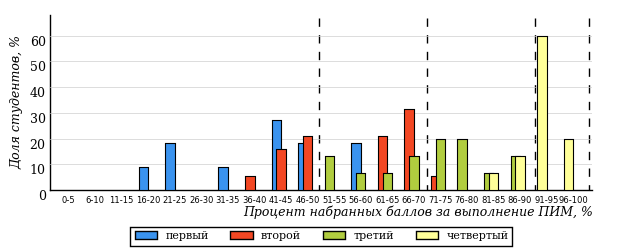 Доля студентов, %
60
50
40
30
20
10
0
0-5 6-10 11-15 16-20 21-25 26-30 31-35 36-40 41-45 46-50 51-55 56-60 61-65 66-70 71-75 76-80 81-85 86-90 91-95 96-100
Процент набранных баллов за выполнение ПИМ, %
первый второй третий четвертый